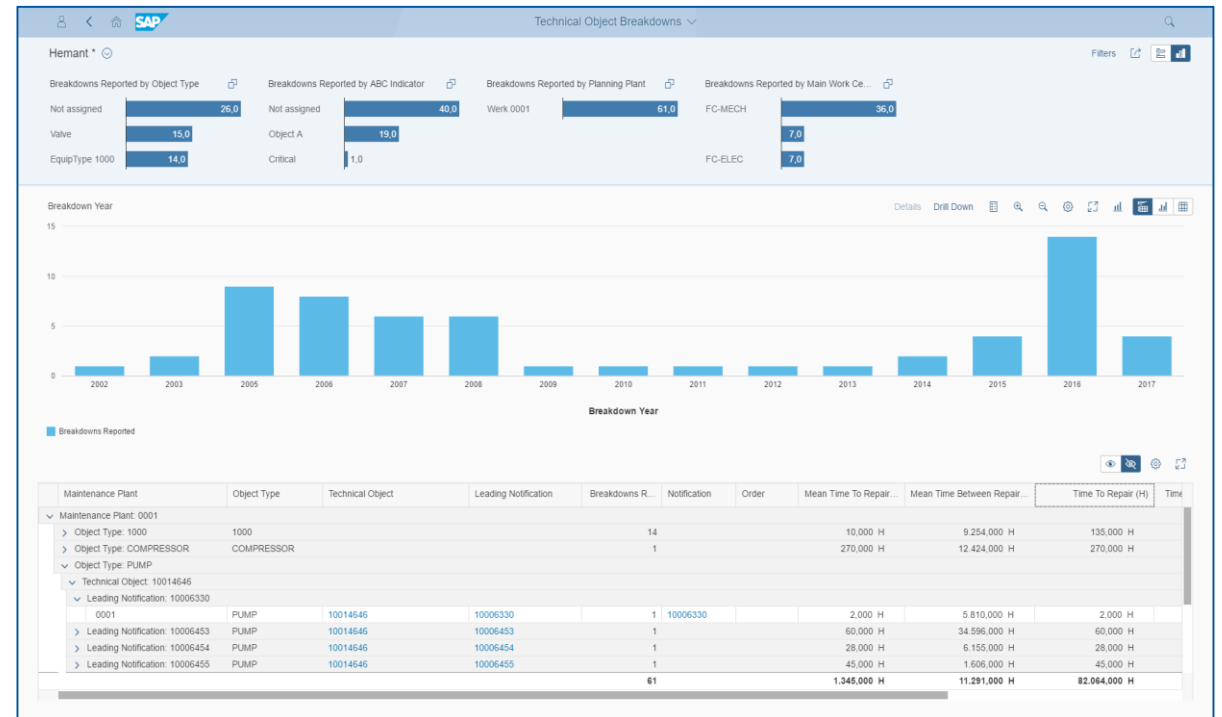 SAP Technical Object Breakdowns
Hemant *
Filters
Breakdowns Reported by Object Type
Not assigned 26,0
Valve 15,0
EquipType 1000 14,0
Breakdowns Reported by ABC Indicator
Not assigned 40,0
Object A 19,0
Critical 1,0
Breakdowns Reported by Planning Plant
Werk 0001 61,0
Breakdowns Reported by Main Work Ce...
FC-MECH 36,0
7,0
FC-ELEC 7,0
Breakdown Year
Details Drill Down
15
10
5
0
2002 2003 2005 2006 2007 2008 2009 2010 2011 2012 2013 2014 2015 2016 2017
Breakdown Year
Breakdowns Reported
Maintenance Plant Object Type Technical Object Leading Notification Breakdowns R... Notification Order Mean Time To Repair... Mean Time Between Repair... Time To Repair (H) Time
Maintenance Plant: 0001
Object Type: 1000 1000 14 10,000 H 9.254,000 H 135,000 H
Object Type: COMPRESSOR COMPRESSOR 1 270,000 H 12.424,000 H 270,000 H
Object Type: PUMP
Technical Object: 10014646
Leading Notification: 10006330
0001 PUMP 10014646 10006330 1 10006330 2,000 H 5.810,000 H 2,000 H
Leading Notification: 10006453 PUMP 10014646 10006453 1 60,000 H 34.596,000 H 60,000 H
Leading Notification: 10006454 PUMP 10014646 10006454 1 28,000 H 6.155,000 H 28,000 H
Leading Notification: 10006455 PUMP 10014646 10006455 1 45,000 H 1.606,000 H 45,000 H
61 1.345,000 H 11.291,000 H 82.064,000 H